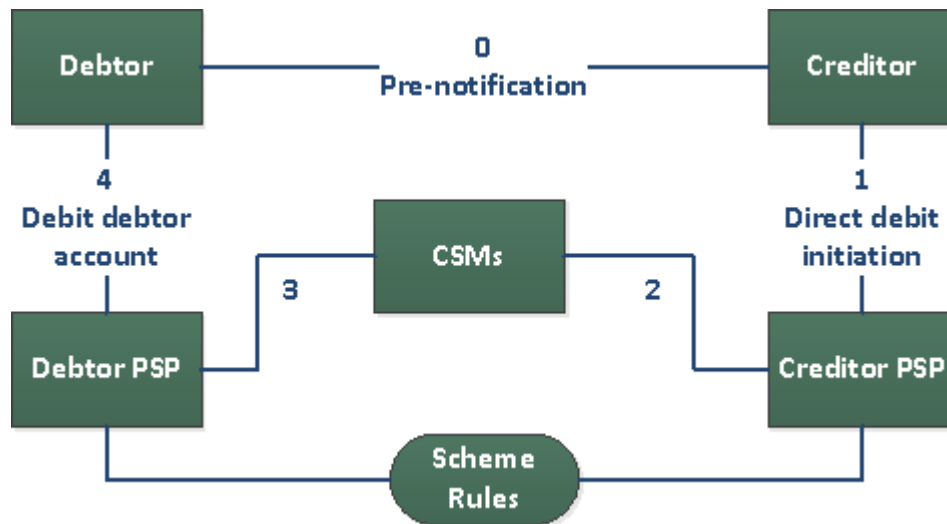 Debtor
0
Pre-notification
Creditor
4
Debit debtor
account
CSMs
1
Direct debit
initiation
3
2
Debtor PSP
Creditor PSP
Scheme
Rules